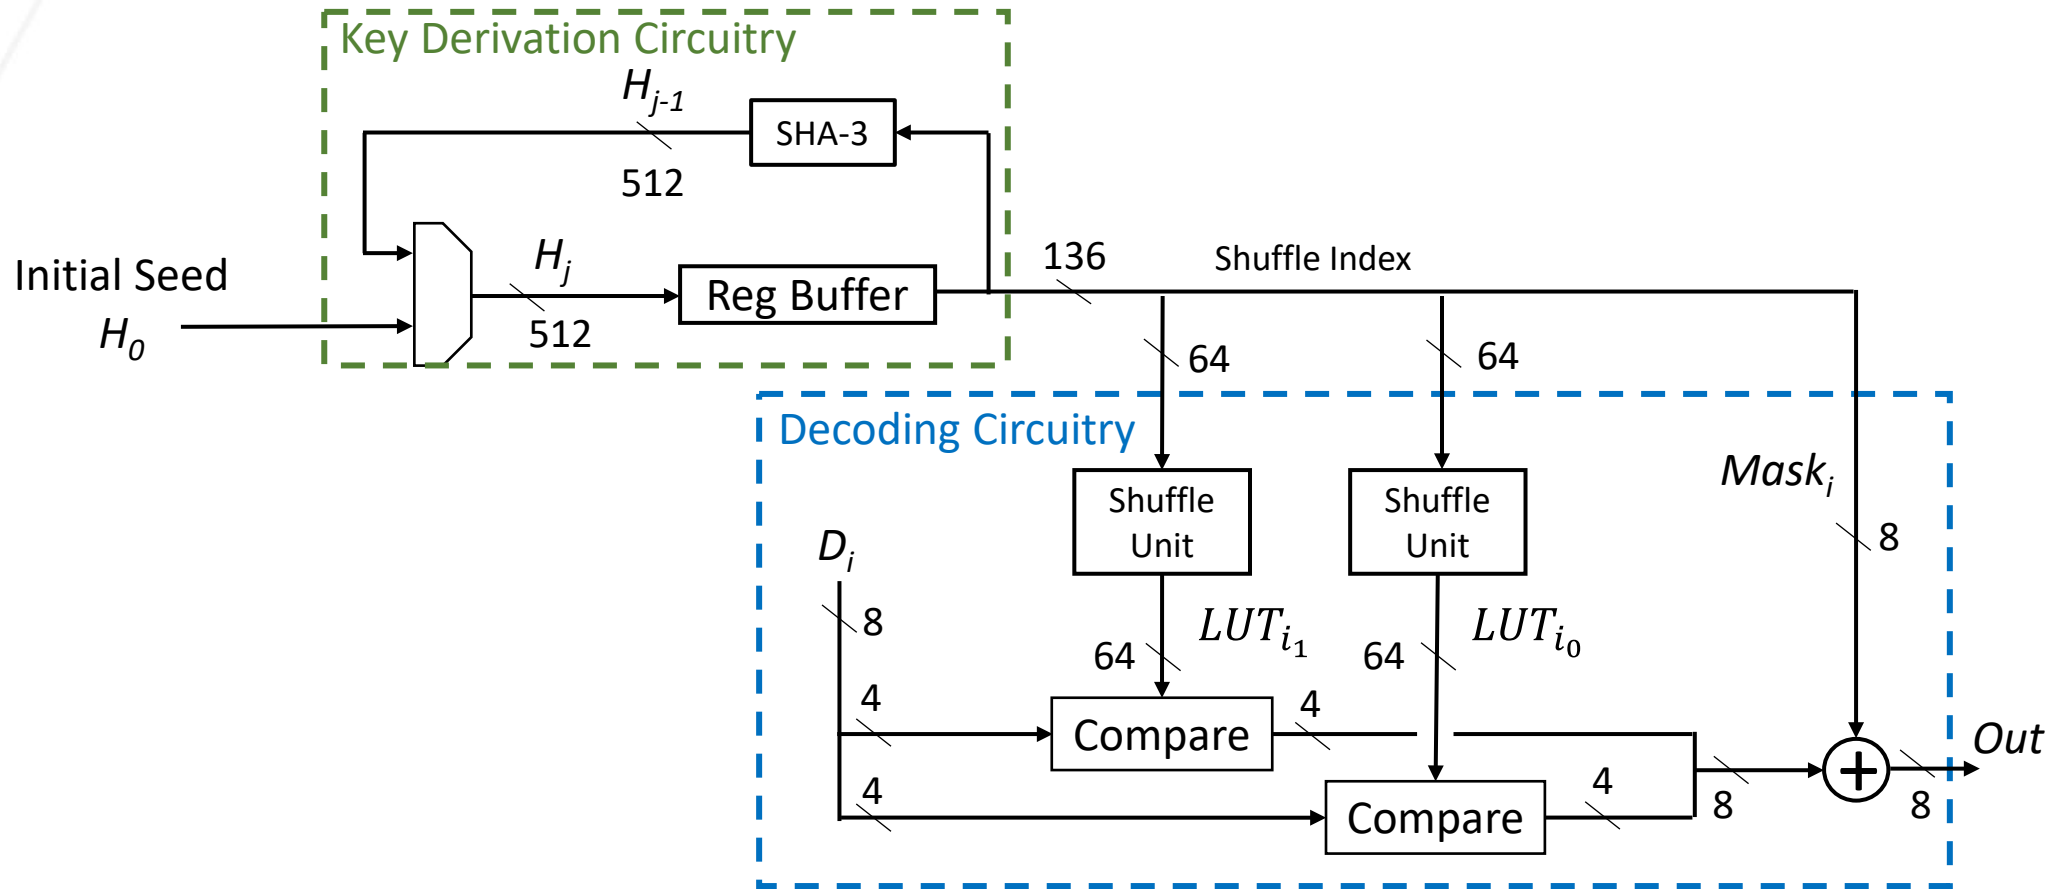 Key Derivation Circuitry
H_{j-1}
SHA-3
512
Initial Seed
H_0
H_j
512
Reg Buffer
136
Shuffle Index
64
64
Decoding Circuitry
Shuffle
Unit
Shuffle
Unit
Mask_i
8
D_i
8
64
LUT_{i_1}
64
LUT_{i_0}
4
Compare
4
4
Compare
4
8
+
8
Out